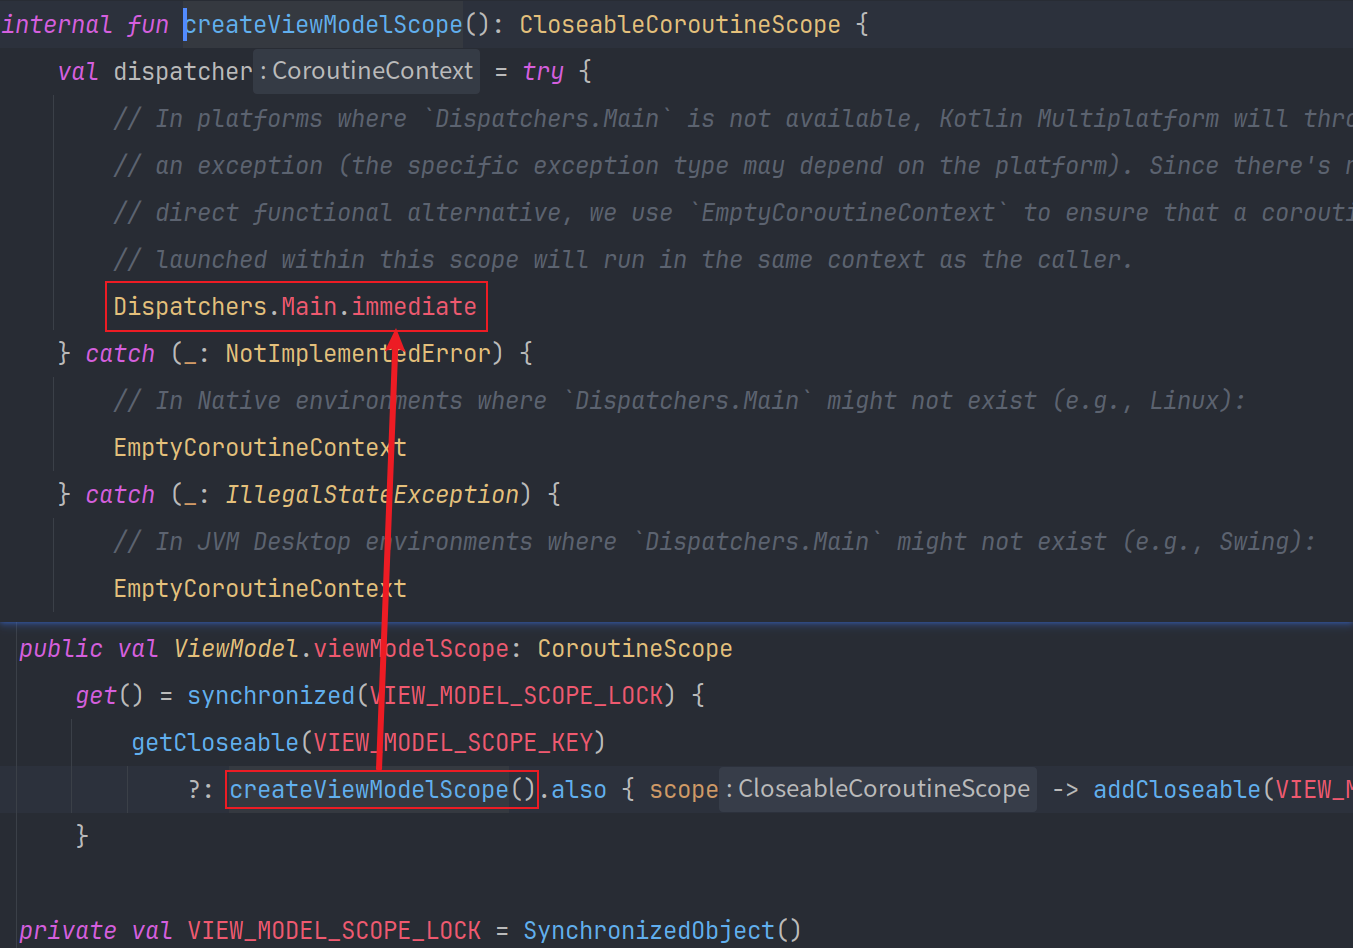 internal fun createViewModelScope(): CloseableCoroutineScope {
val dispatcher : CoroutineContext = try {
// In platforms where `Dispatchers.Main` is not available, Kotlin Multiplatform will
// an exception (the specific exception type may depend on the platform). Since there's
// direct functional alternative, we use `EmptyCoroutineContext` to ensure that a
// launched within this scope will run in the same context as the caller.
Dispatchers.Main.immediate
} catch (_: NotImplementedError) {
// In Native environments where `Dispatchers.Main` might not exist (e.g., Linux):
EmptyCoroutineContext
} catch (_: IllegalStateException) {
// In JVM Desktop environments where `Dispatchers.Main` might not exist (e.g., Swing):
EmptyCoroutineContext
public val ViewModel.viewModelScope: CoroutineScope
get() = synchronized(VIEW_MODEL_SCOPE_LOCK) {
getCloseable(VIEW_MODEL_SCOPE_KEY)
?: createViewModelScope().also { scope : CloseableCoroutineScope -> addCloseable(
}
private val VIEW_MODEL_SCOPE_LOCK = SynchronizedObject()